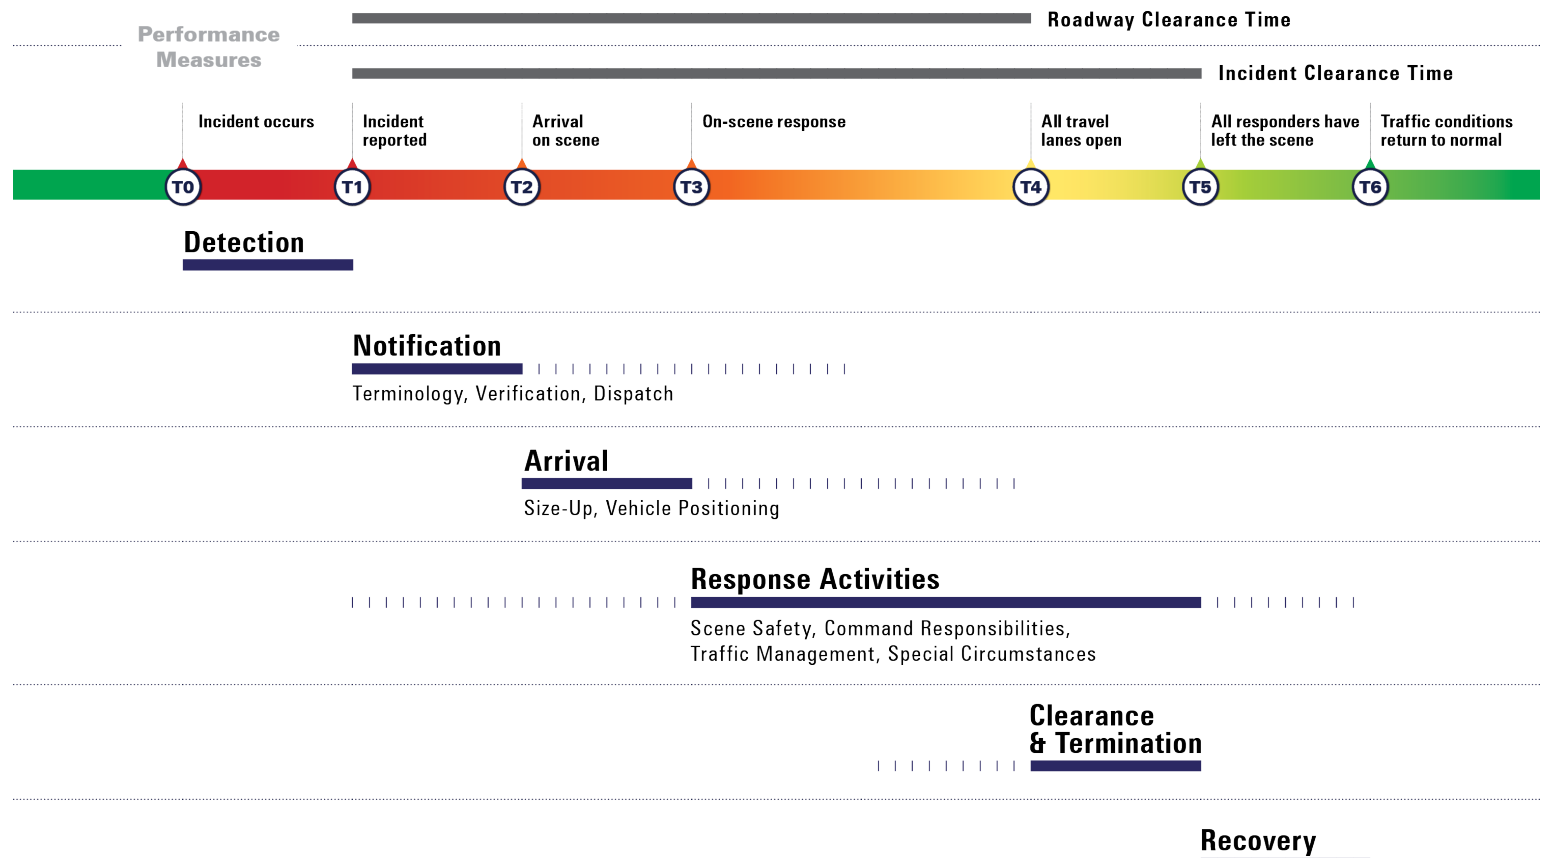 Roadway Clearance Time
Performance
Measures
Incident Clearance Time
Incident occurs
Incident
reported
Arrival
on scene
On-scene response
All travel
lanes open
All responders have
left the scene
Traffic conditions
return to normal
T0
T1
T2
T3
T4
T5
T6
Detection
Notification
Terminology, Verification, Dispatch
Arrival
Size-Up, Vehicle Positioning
Response Activities
Scene Safety, Command Responsibilities,
Traffic Management, Special Circumstances
Clearance
& Termination
Recovery